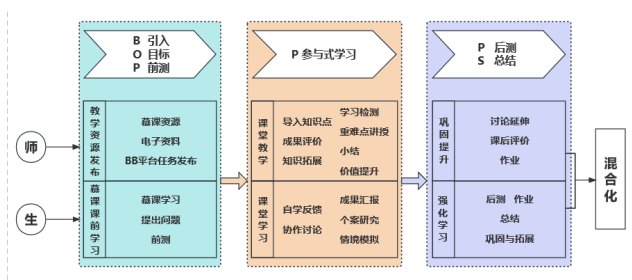 B 引入
O 目标
P 前测
P 参与式学习
P 后测
S 总结
师
生
教学资源发布
慕课资源
电子资料
BB平台任务发布
慕课课前学习
慕课学习
提出问题
前测
课堂教学
导入知识点
成果评价
知识拓展
学习检测
重难点讲授
小结
价值提升
课堂学习
自学反馈
协作讨论
成果汇报
个案研究
情境模拟
巩固提升
讨论延伸
课后评价
作业
强化学习
后测 作业
总结
巩固与拓展
混合化